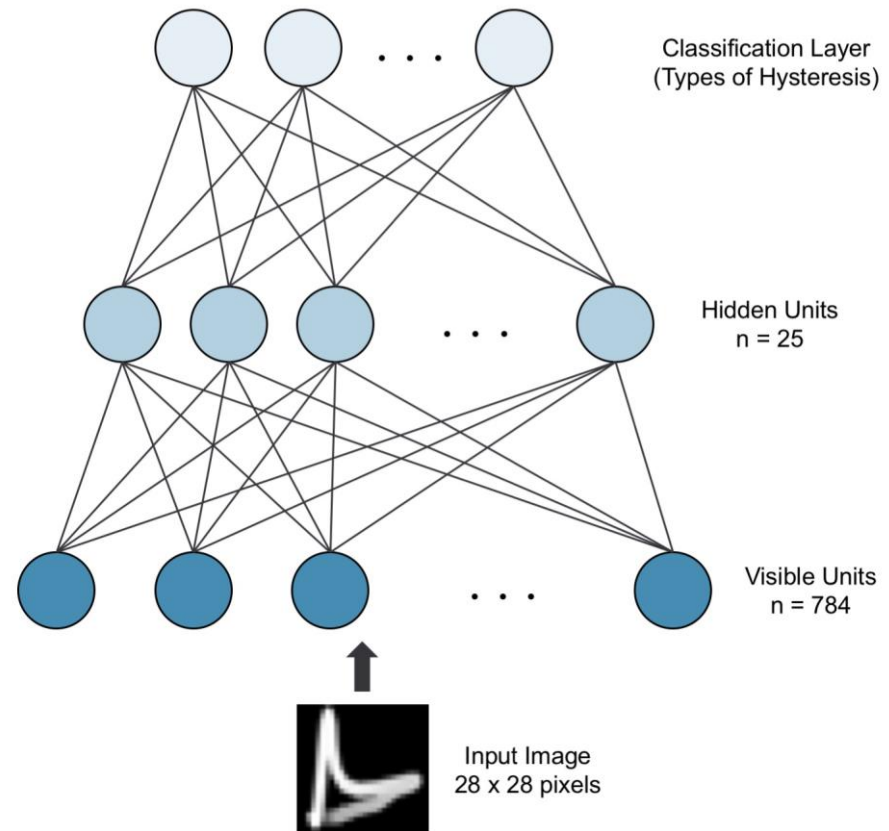 Classification Layer
(Types of Hysteresis)
Hidden Units
n = 25
Visible Units
n = 784
Input Image
28 x 28 pixels